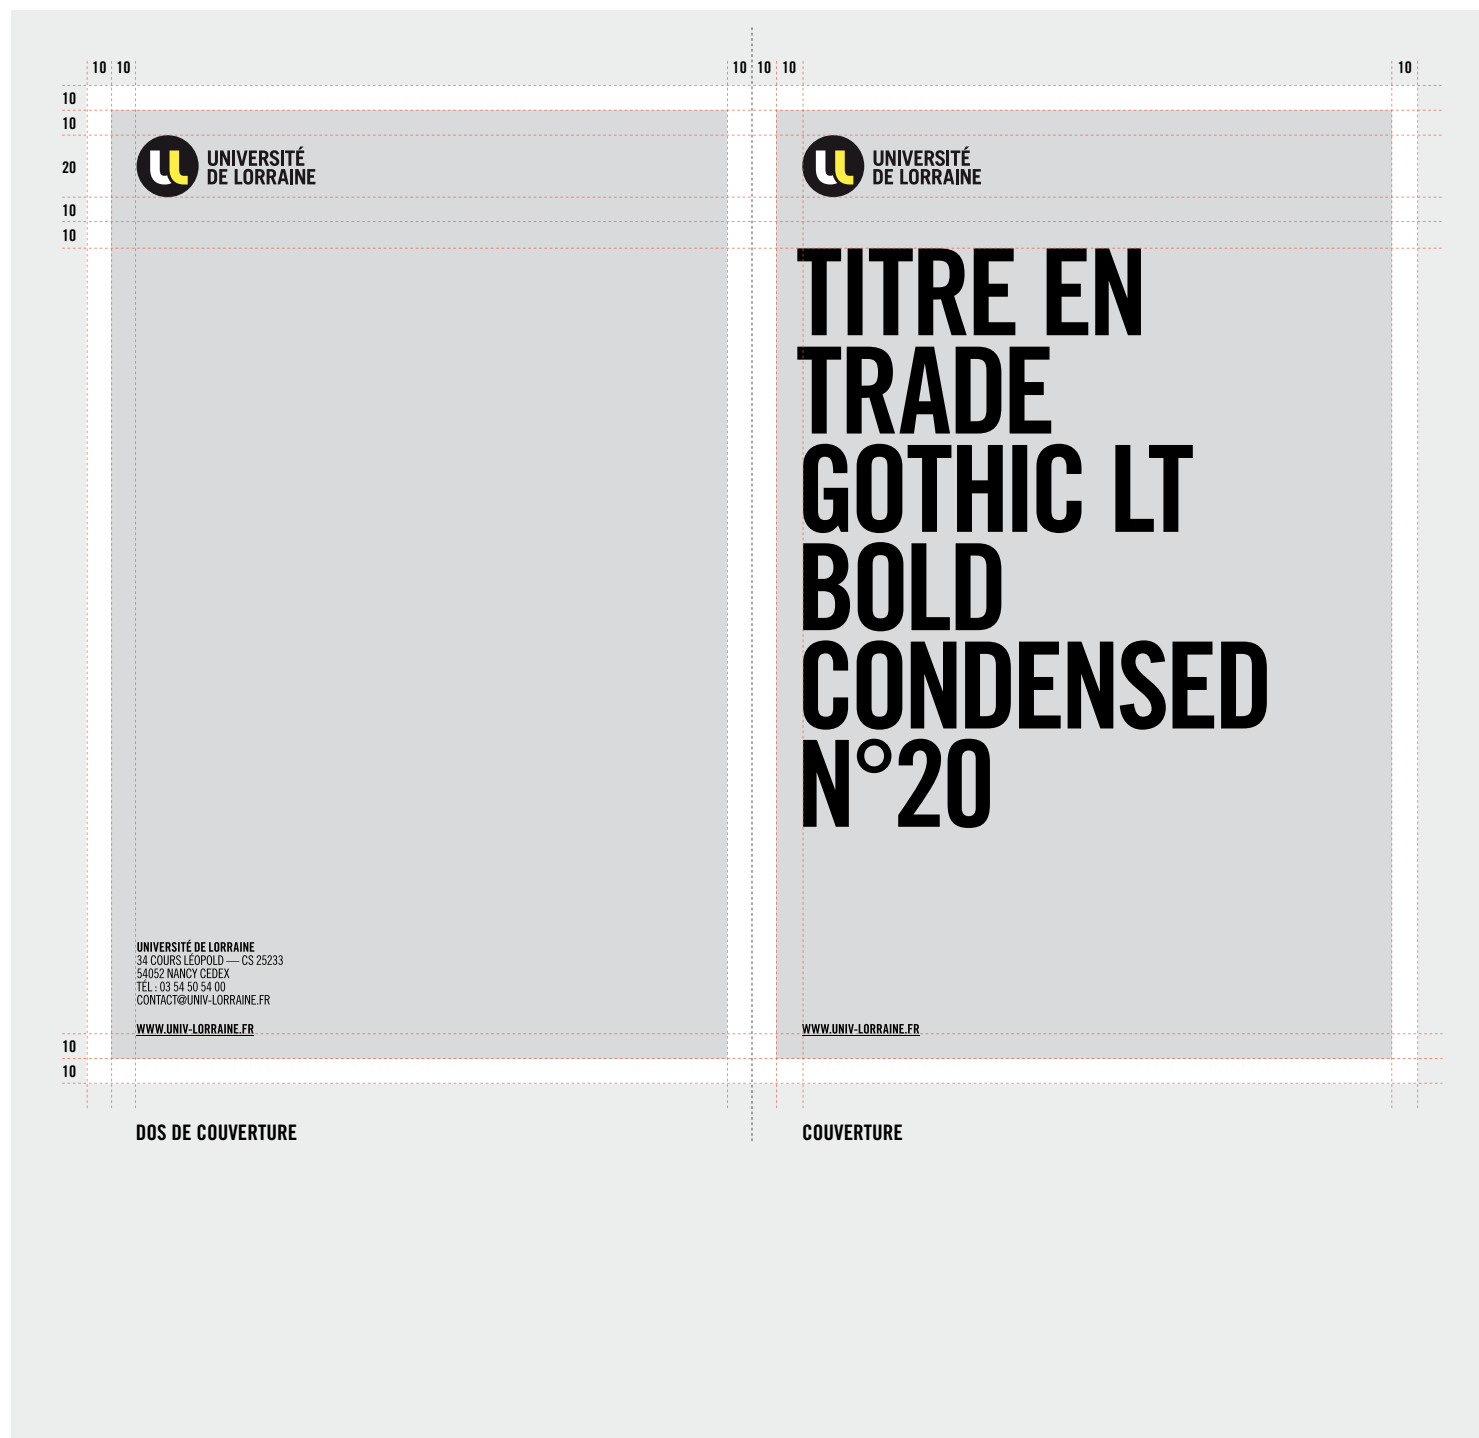 10 10
10 10 10
10
10
10
20
10
10
UNIVERSITÉ
DE LORRAINE
UNIVERSITÉ DE LORRAINE
34 COURS LÉOPOLD — CS 25233
54052 NANCY CEDEX
TÉL : 03 54 50 54 00
CONTACT@UNIV-LORRAINE.FR
WWW.UNIV-LORRAINE.FR
10
10
DOS DE COUVERTURE
UNIVERSITÉ
DE LORRAINE
TITRE EN
TRADE
GOTHIC LT
BOLD
CONDENSED
N°20
WWW.UNIV-LORRAINE.FR
COUVERTURE